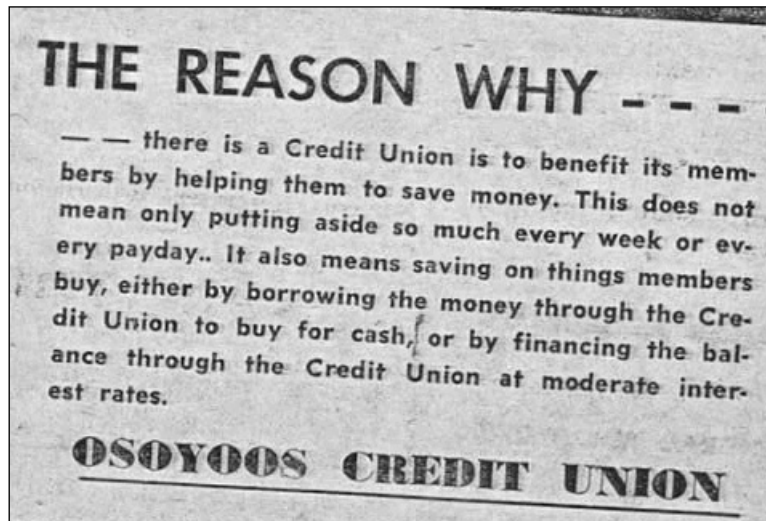 THE REASON WHY - - -
— — there is a Credit Union is to benefit its mem-
bers by helping them to save money. This does not
mean only putting aside so much every week or ev-
ery payday.. It also means saving on things members
buy, either by borrowing the money through the Cre-
dit Union to buy for cash, or by financing the bal-
ance through the Credit Union at moderate inter-
est rates.
OSOYOOS CREDIT UNION